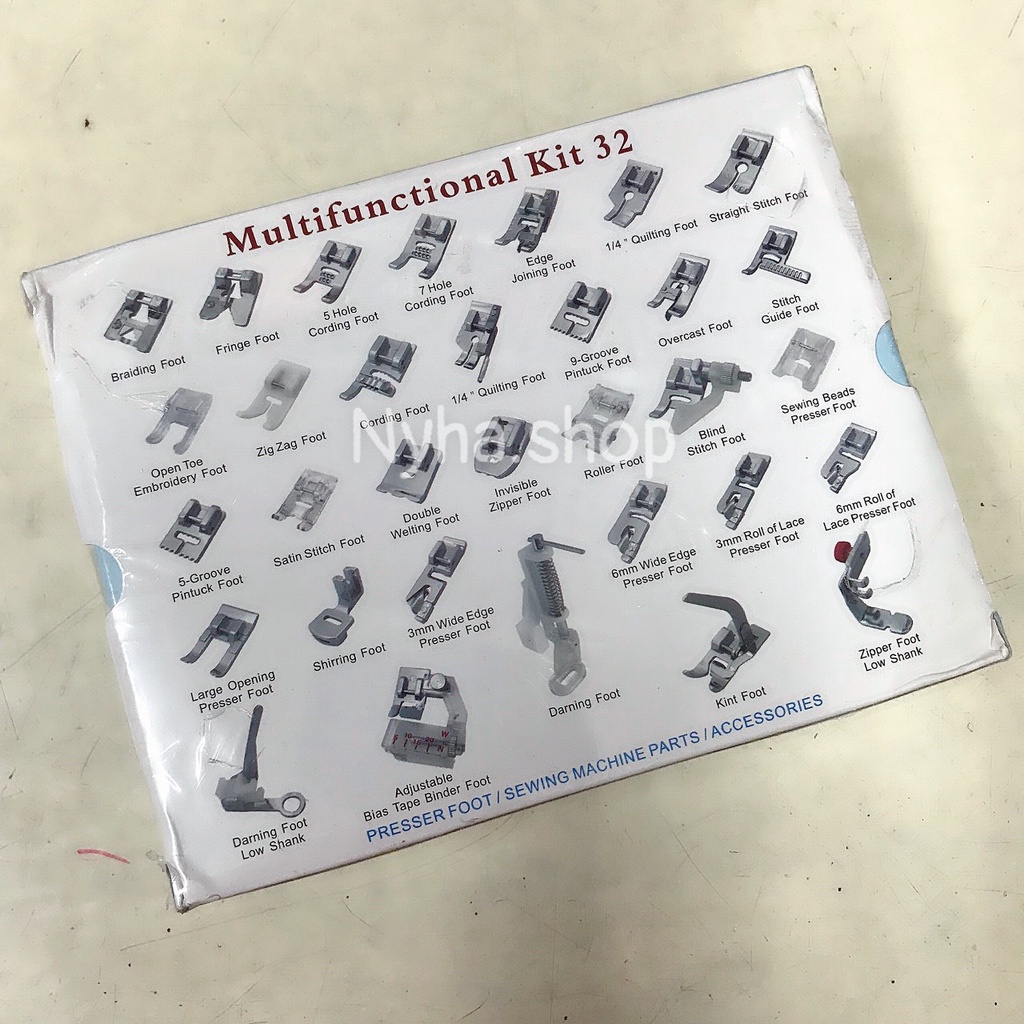 Multifunctional Kit 32
Braiding Foot
Fringe Foot
5 Hole
Cording Foot
7 Hole
Cording Foot
Edge
Joining Foot
1/4 " Quilting Foot
Straight Stitch Foot
Open Toe
Embroidery Foot
Zig Zag Foot
Cording Foot
1/4 " Quilting Foot
9-Groove
Pintuck Foot
Overcast Foot
Stitch
Guide Foot
Nyha shop
5-Groove
Pintuck Foot
Satin Stitch Foot
Double
Welting Foot
Invisible
Zipper Foot
Roller Foot
Blind
Stitch Foot
Sewing Beads
Presser Foot
Large Opening
Presser Foot
Shirring Foot
3mm Wide Edge
Presser Foot
6mm Wide Edge
Presser Foot
3mm Roll of Lace
Presser Foot
6mm Roll of
Lace Presser Foot
Darning Foot
Low Shank
Adjustable
Bias Tape Binder Foot
Darning Foot
Kint Foot
Zipper Foot
Low Shank
PRESSER FOOT / SEWING MACHINE PARTS / ACCESSORIES